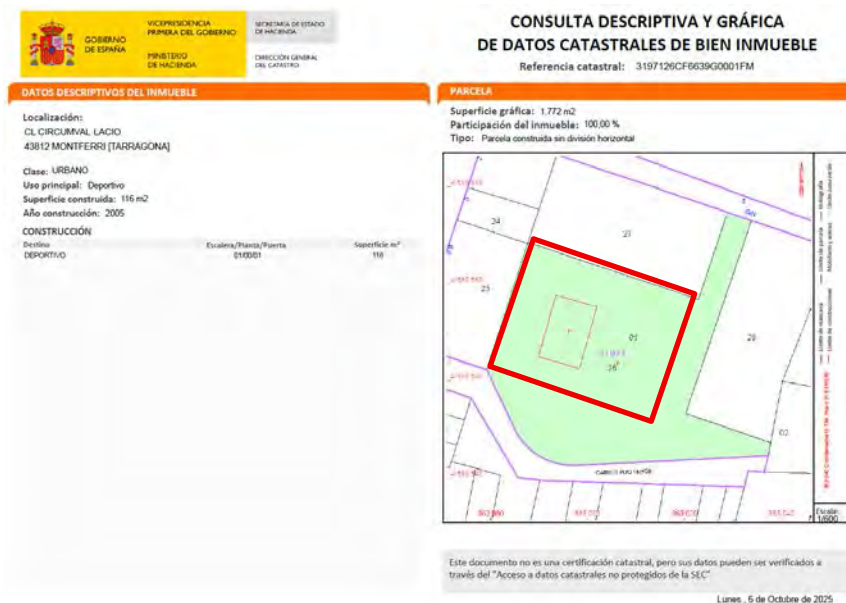 GOBIERNO
DE ESPAÑA
VICEPRESIDENCIA
PRIMERA DEL GOBIERNO
MINISTERIO
DE HACIENDA
SECRETARÍA DE ESTADO
DE HACIENDA
DIRECCIÓN GENERAL
DEL CATASTRO
CONSULTA DESCRIPTIVA Y GRÁFICA
DE DATOS CATASTRALES DE BIEN INMUEBLE
Referencia catastral: 3197126CF6639G0001FM
DATOS DESCRIPTIVOS DEL INMUEBLE
Localización:
CL CIRCUMVAL LACIO
43812 MONTFERRI [TARRAGONA]
Clase: URBANO
Uso principal: Deportivo
Superficie construida: 116 m2
Año construcción: 2005
CONSTRUCCIÓN
Destino Escalera/Planta/Puerta Superficie m²
DEPORTIVO 01/00/01 116
PARCELA
Superficie gráfica: 1.772 m2
Participación del inmueble: 100,00 %
Tipo: Parcela construida sin división horizontal
24
27
25
01
26
29
02
Escala:
1/600
Este documento no es una certificación catastral, pero sus datos pueden ser verificados a
través del "Acceso a datos catastrales no protegidos de la SEC"
Lunes , 6 de Octubre de 2025